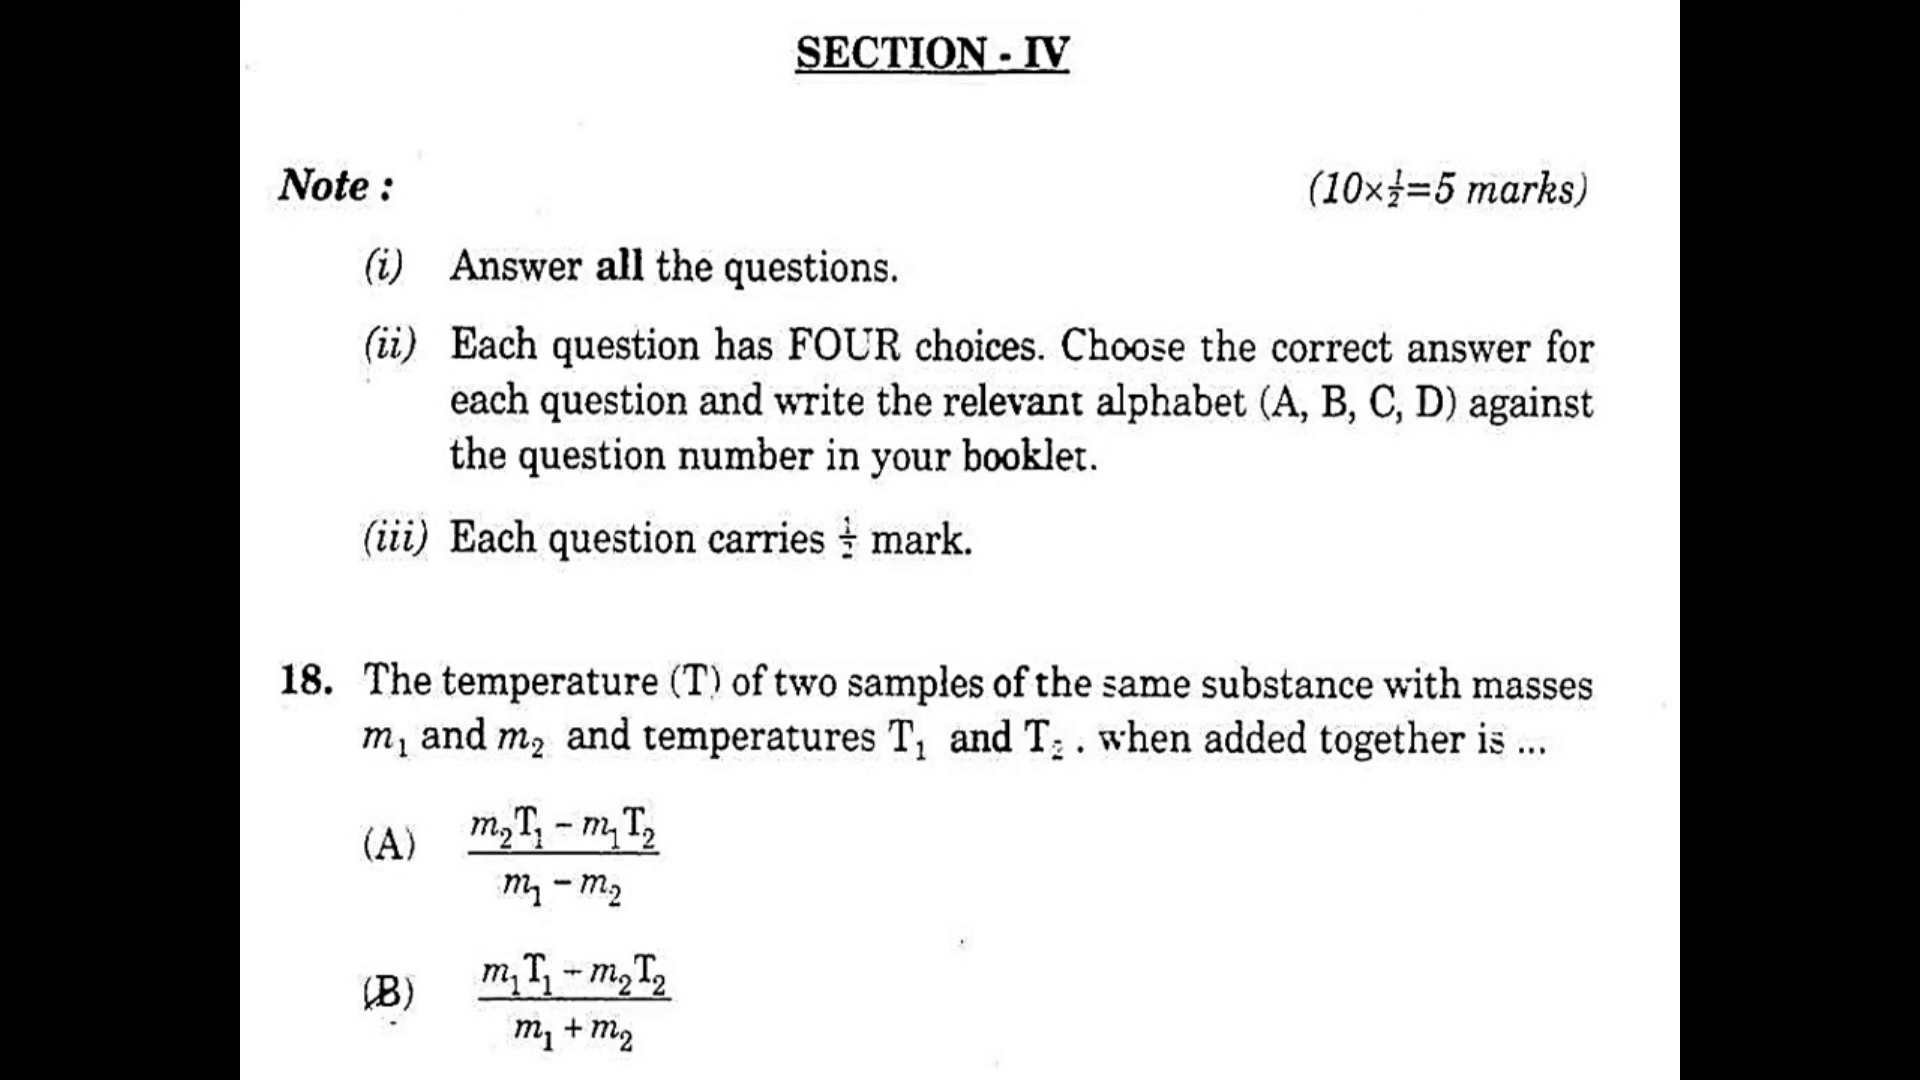 SECTION - IV
Note :
(10×½=5 marks)
(i) Answer all the questions.
(ii) Each question has FOUR choices. Choose the correct answer for
each question and write the relevant alphabet (A, B, C, D) against
the question number in your booklet.
(iii) Each question carries ½ mark.
18. The temperature (T) of two samples of the same substance with masses
m₁ and m₂ and temperatures T₁ and T₂ . when added together is ...
(A) m₂T₁ − m₁T₂
m₁ − m₂
(B) m₁T₁ − m₂T₂
m₁ + m₂